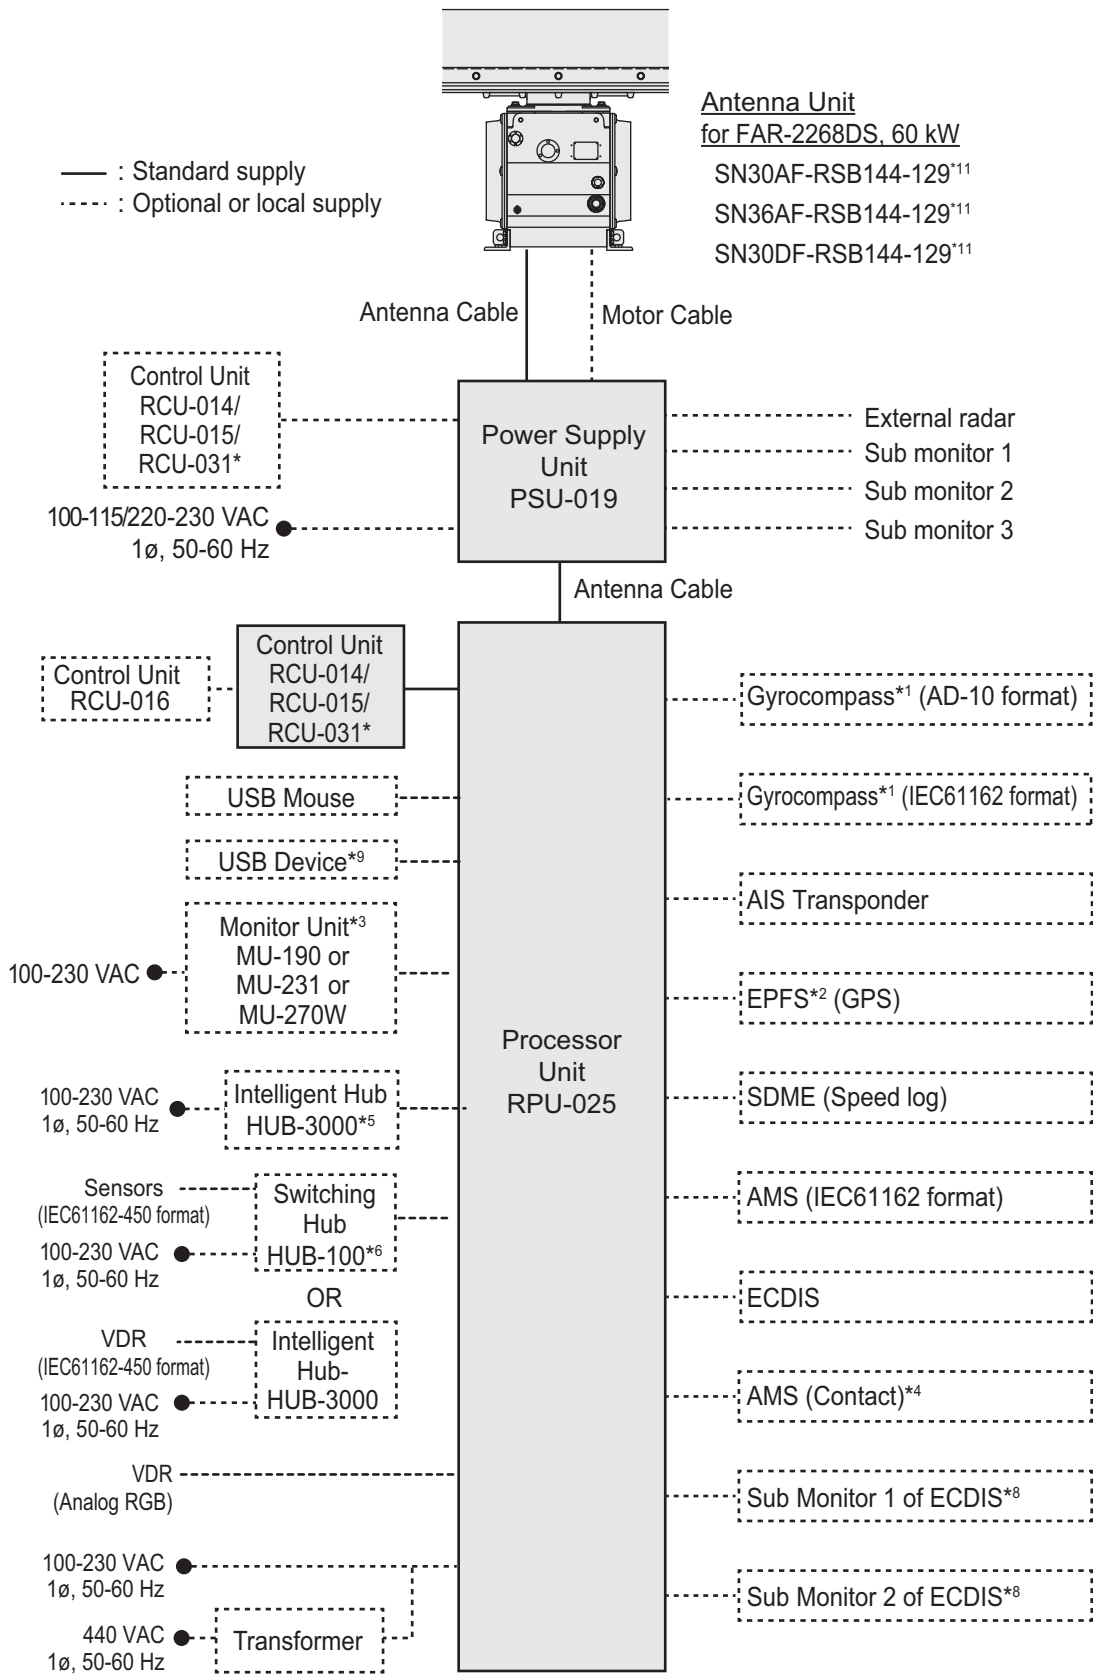 Antenna Unit
for FAR-2268DS, 60 kW
SN30AF-RSB144-129*11
SN36AF-RSB144-129*11
SN30DF-RSB144-129*11
: Standard supply
: Optional or local supply
Antenna Cable
Motor Cable
Control Unit
RCU-014/
RCU-015/
RCU-031*
100-115/220-230 VAC
1ø, 50-60 Hz
Power Supply
Unit
PSU-019
External radar
Sub monitor 1
Sub monitor 2
Sub monitor 3
Antenna Cable
Control Unit
RCU-016
Control Unit
RCU-014/
RCU-015/
RCU-031*
USB Mouse
USB Device*9
Monitor Unit*3
MU-190 or
MU-231 or
MU-270W
100-230 VAC
Intelligent Hub
HUB-3000*5
100-230 VAC
1ø, 50-60 Hz
Sensors
(IEC61162-450 format)
100-230 VAC
1ø, 50-60 Hz
Switching
Hub
HUB-100*6
OR
VDR
(IEC61162-450 format)
100-230 VAC
1ø, 50-60 Hz
Intelligent
Hub-
HUB-3000
VDR
(Analog RGB)
100-230 VAC
1ø, 50-60 Hz
440 VAC
1ø, 50-60 Hz
Transformer
Processor
Unit
RPU-025
Gyrocompass*1 (AD-10 format)
Gyrocompass*1 (IEC61162 format)
AIS Transponder
EPFS*2 (GPS)
SDME (Speed log)
AMS (IEC61162 format)
ECDIS
AMS (Contact)*4
Sub Monitor 1 of ECDIS*8
Sub Monitor 2 of ECDIS*8